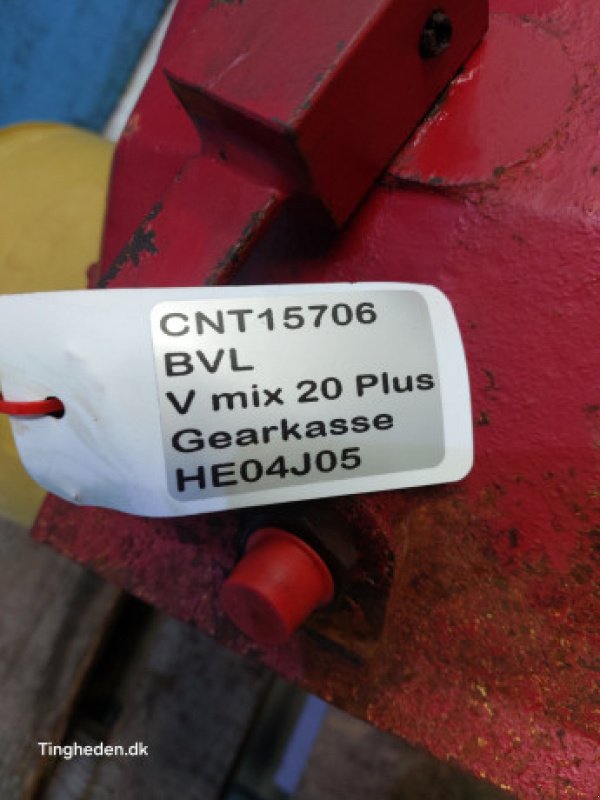 CNT15706
BVL
V mix 20 Plus
Gearkasse
HE04J05
Tingheden.dk